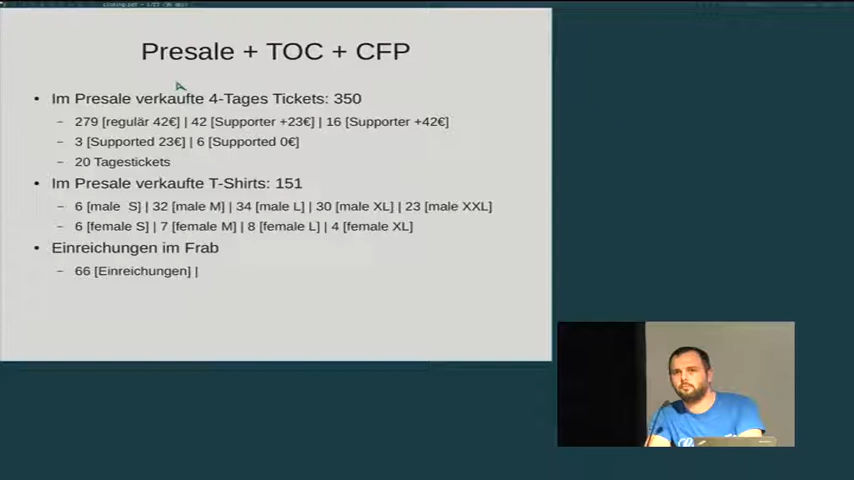 Presale + TOC + CFP
• Im Presale verkaufte 4-Tages Tickets: 350
– 279 [regulär 42€] | 42 [Supporter +23€] | 16 [Supporter +42€]
– 3 [Supported 23€] | 6 [Supported 0€]
– 20 Tagestickets
• Im Presale verkaufte T-Shirts: 151
– 6 [male S] | 32 [male M] | 34 [male L] | 30 [male XL] | 23 [male XXL]
– 6 [female S] | 7 [female M] | 8 [female L] | 4 [female XL]
• Einreichungen im Frab
– 66 [Einreichungen] |